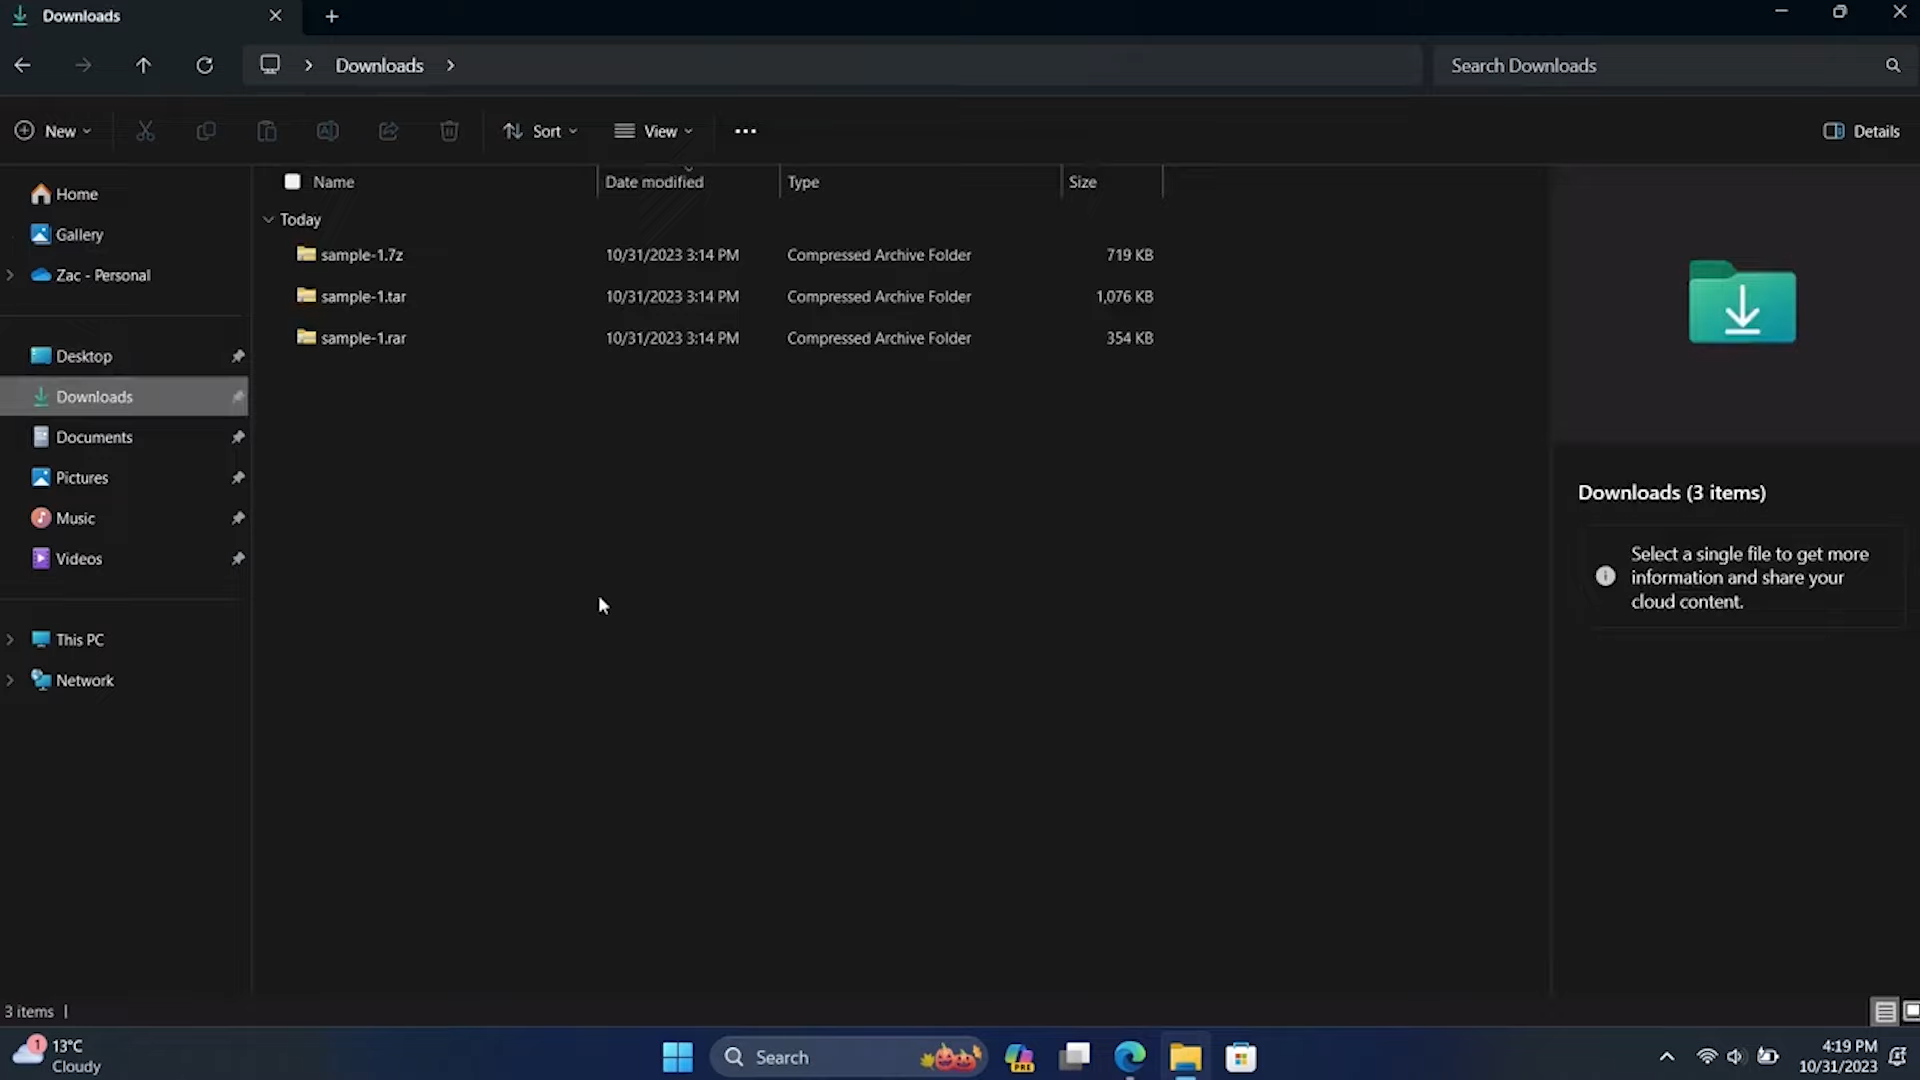 Downloads
Downloads
Search Downloads
New
Sort
View
Details
Name Date modified Type Size
Home
Gallery
Zac - Personal
Desktop
Downloads
Documents
Pictures
Music
Videos
This PC
Network
Today
sample-1.7z 10/31/2023 3:14 PM Compressed Archive Folder 719 KB
sample-1.tar 10/31/2023 3:14 PM Compressed Archive Folder 1,076 KB
sample-1.rar 10/31/2023 3:14 PM Compressed Archive Folder 354 KB
Downloads (3 items)
Select a single file to get more
information and share your
cloud content.
3 items
1
13°C
Cloudy
Search
PRE
4:19 PM
10/31/2023